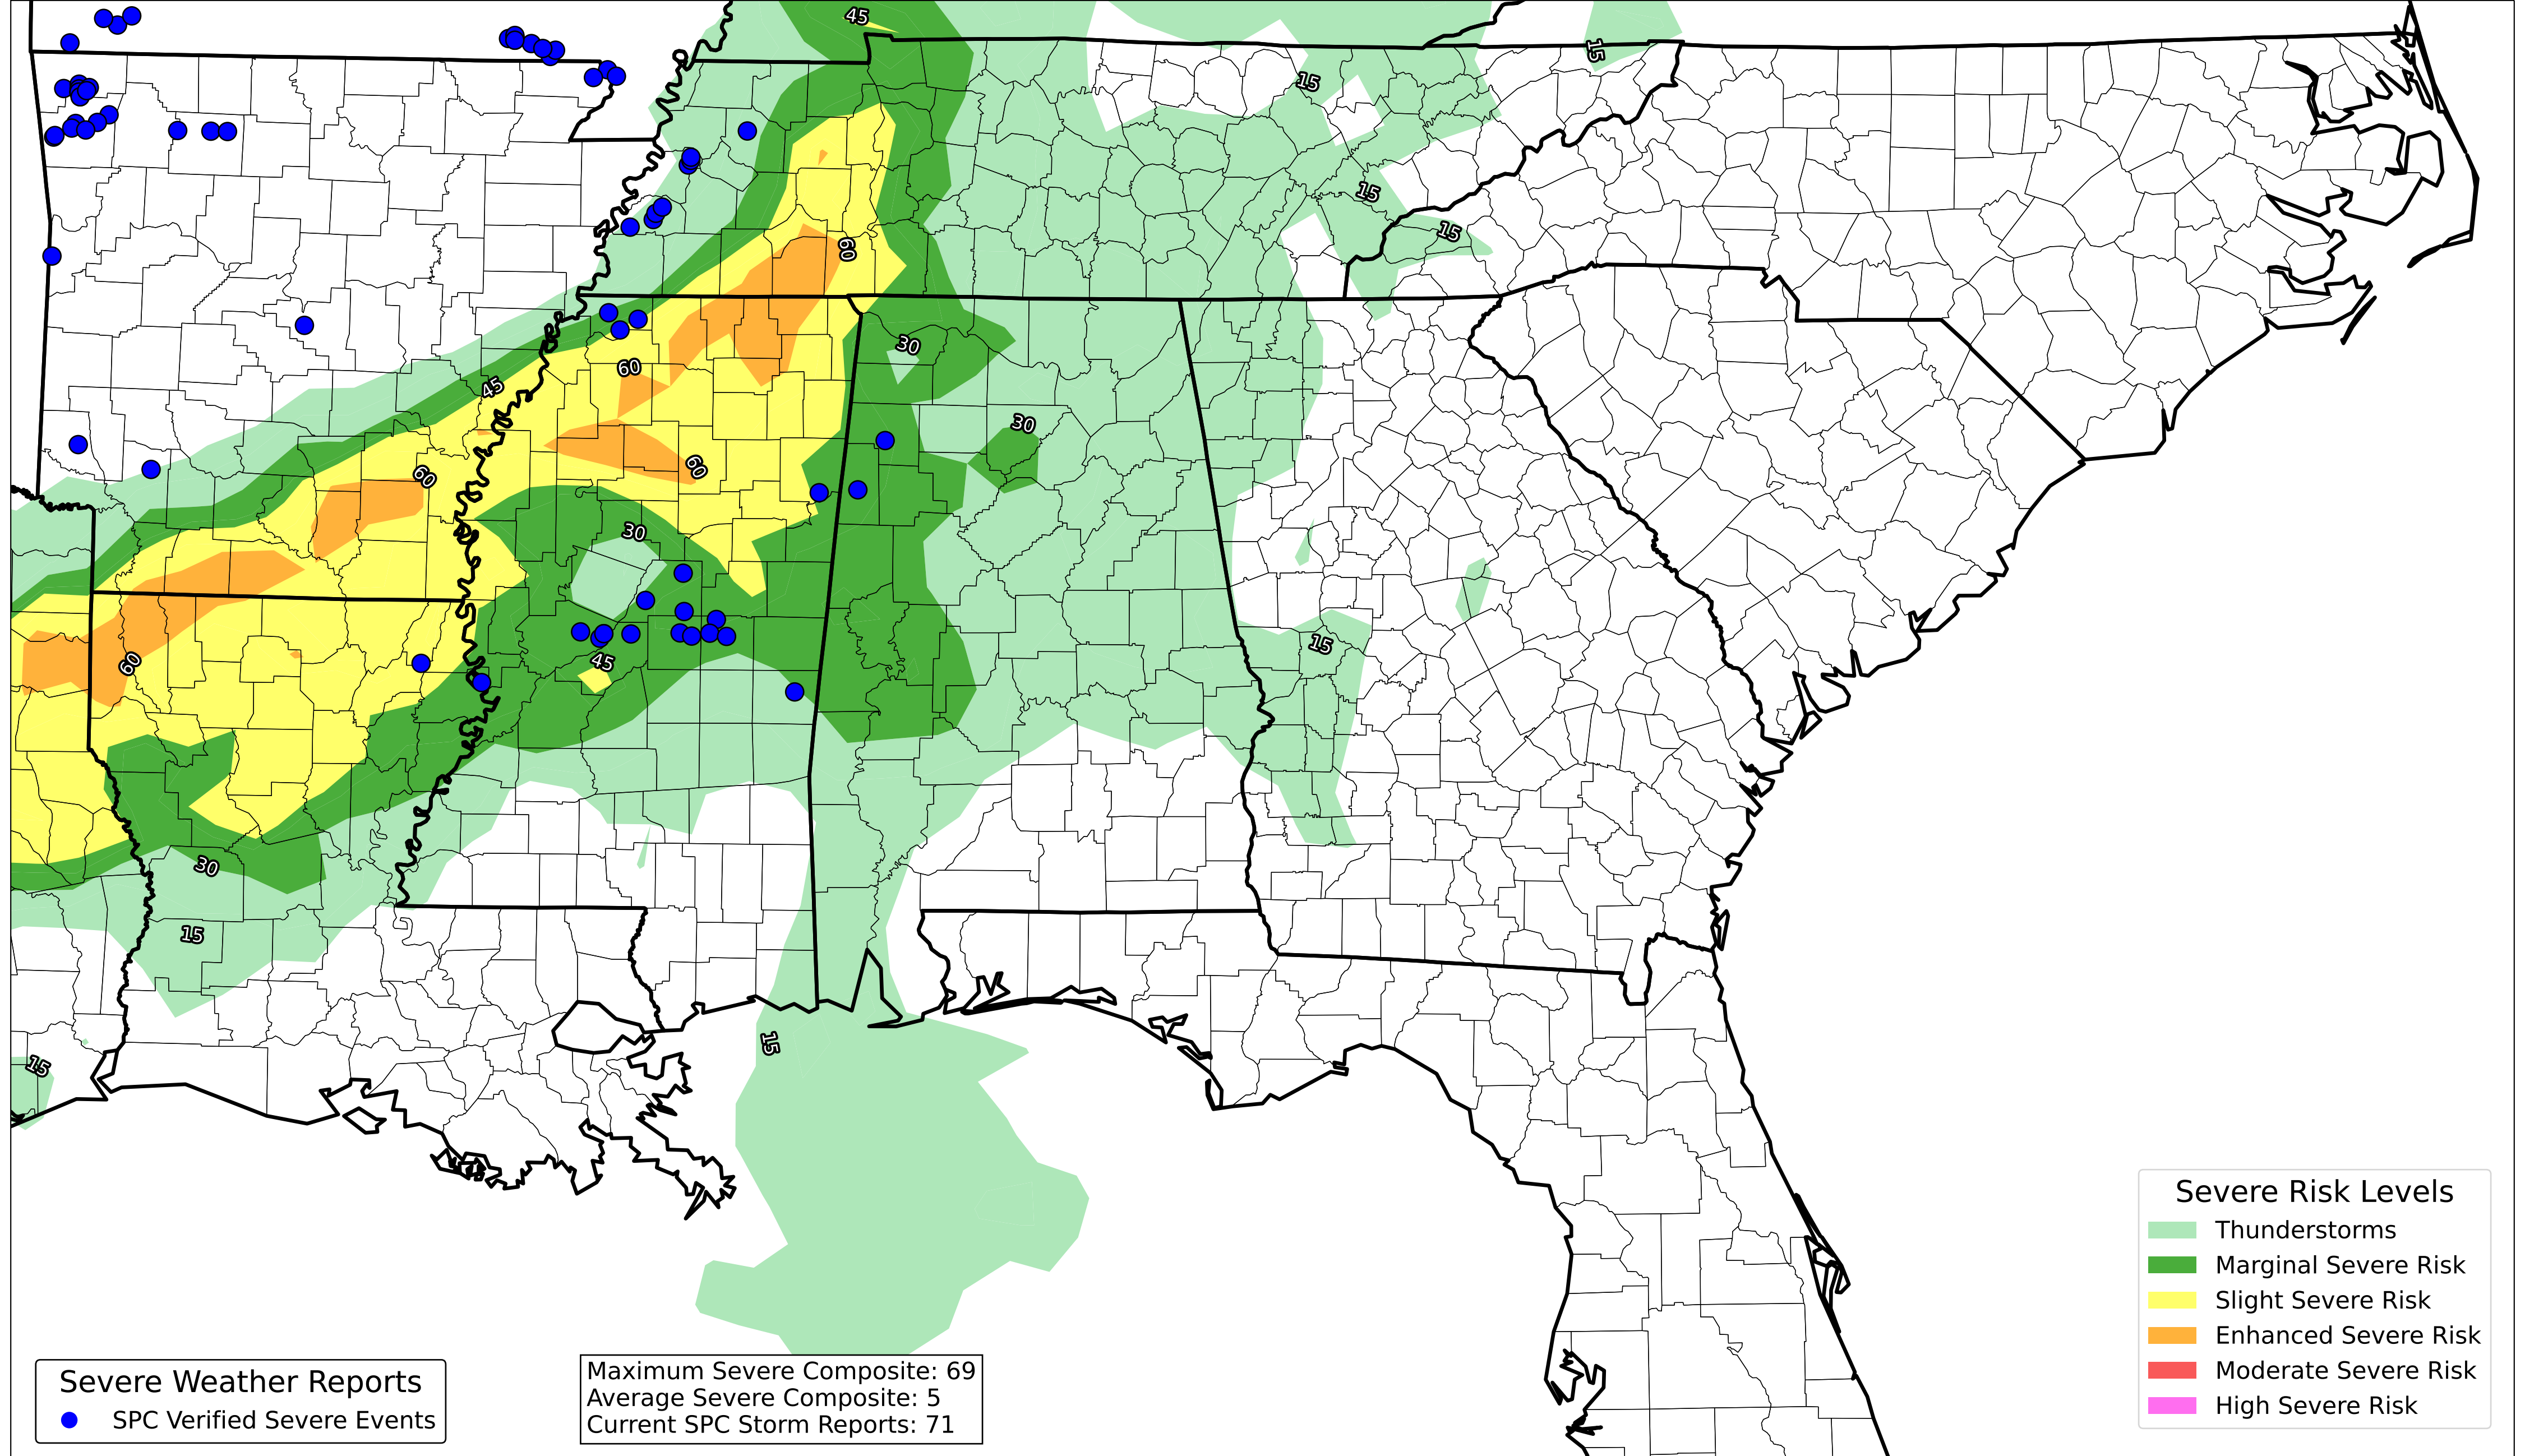 45
15
15
15
15
60
30
60
45
30
60
60
30
15
45
60
30
15
15
15
Severe Risk Levels
Thunderstorms
Marginal Severe Risk
Slight Severe Risk
Enhanced Severe Risk
Moderate Severe Risk
High Severe Risk
Severe Weather Reports
SPC Verified Severe Events
Maximum Severe Composite: 69
Average Severe Composite: 5
Current SPC Storm Reports: 71